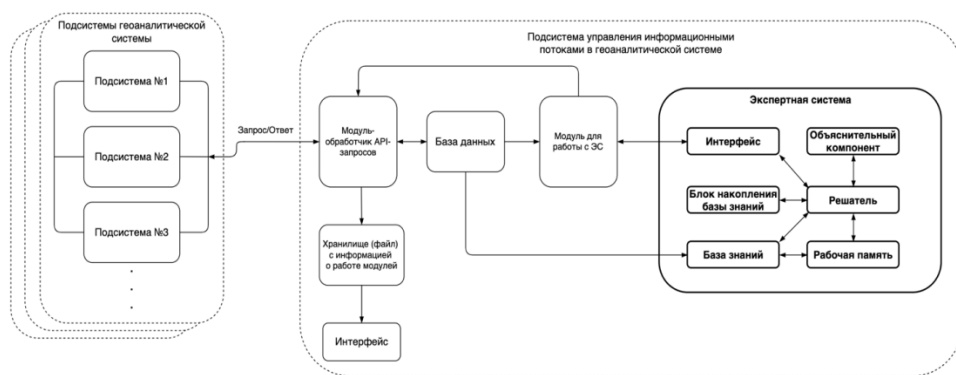 Подсистемы геоаналитической
системы
Подсистема №1
Подсистема №2
Подсистема №3
Запрос/Ответ
Подсистема управления информационными
потоками в геоаналитической системе
Модуль-
обработчик API-
запросов
База данных
Модуль для
работы с ЭС
Хранилище (файл)
с информацией
о работе модулей
Интерфейс
Экспертная система
Интерфейс
Объяснительный
компонент
Блок накопления
базы знаний
Решатель
База знаний
Рабочая память